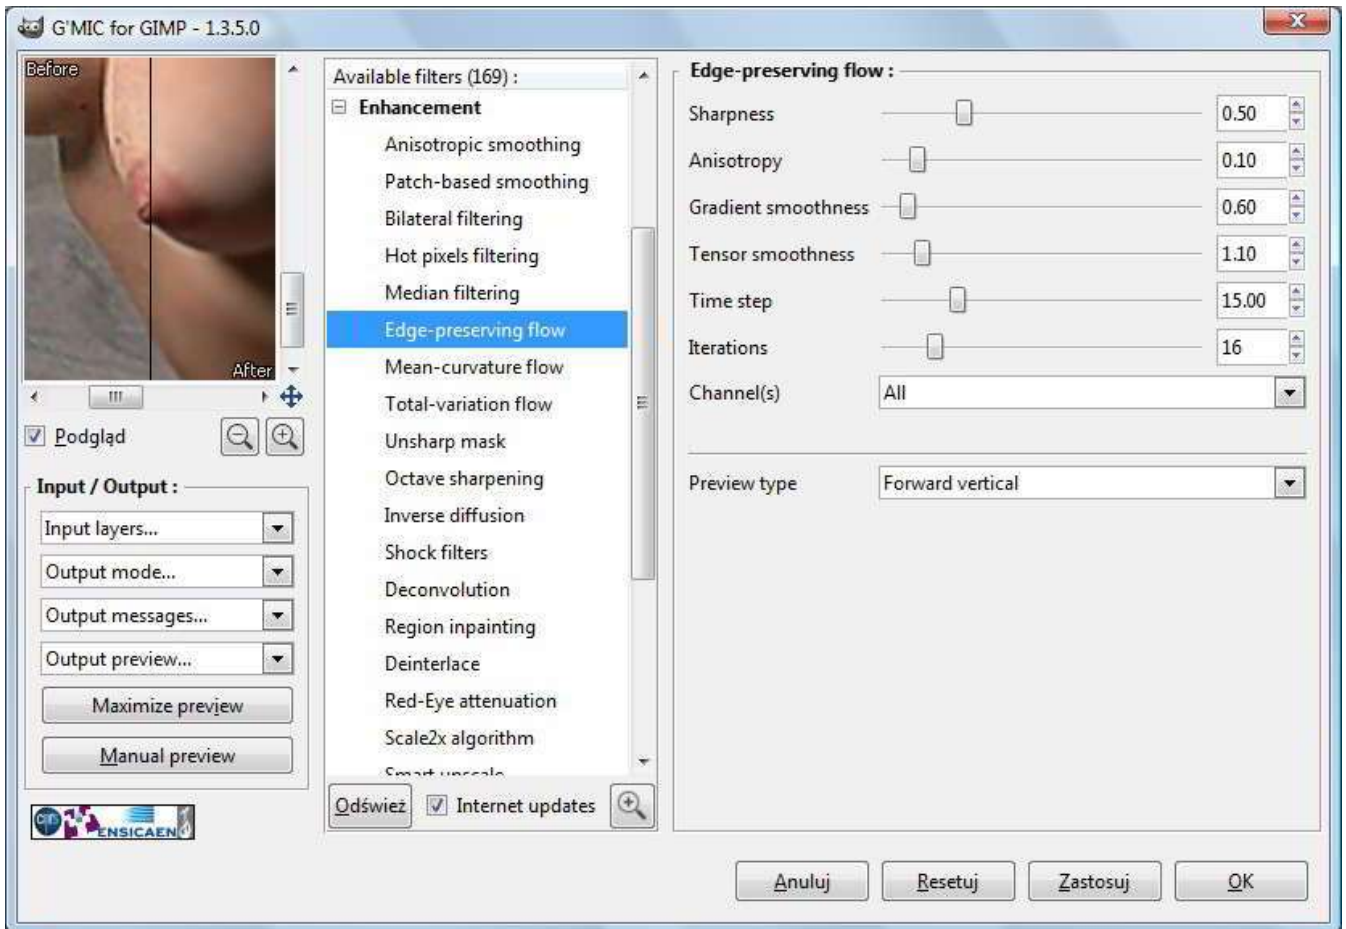 G'MIC for GIMP - 1.3.5.0
Before
After
Podgląd
Input / Output :
Input layers...
Output mode...
Output messages...
Output preview...
Maximize preview
Manual preview
ENSICAEN
Available filters (169) :
Enhancement
Anisotropic smoothing
Patch-based smoothing
Bilateral filtering
Hot pixels filtering
Median filtering
Edge-preserving flow
Mean-curvature flow
Total-variation flow
Unsharp mask
Octave sharpening
Inverse diffusion
Shock filters
Deconvolution
Region inpainting
Deinterlace
Red-Eye attenuation
Scale2x algorithm
Smart upscale
Odśwież
Internet updates
Edge-preserving flow :
Sharpness 0.50
Anisotropy 0.10
Gradient smoothness 0.60
Tensor smoothness 1.10
Time step 15.00
Iterations 16
Channel(s) All
Preview type Forward vertical
Anuluj Resetuj Zastosuj OK